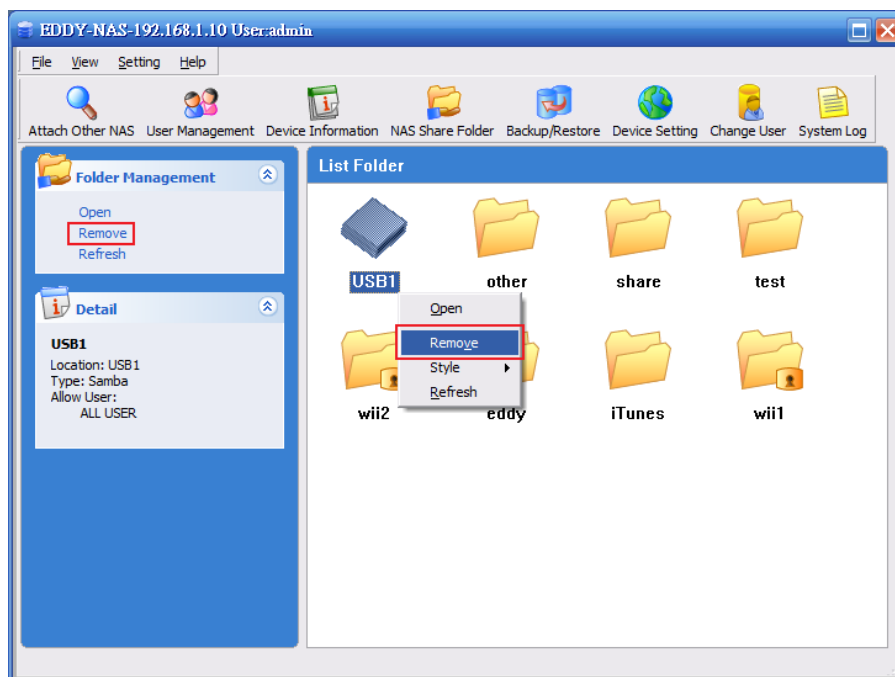 EDDY-NAS-192.168.1.10 User:admin
File View Setting Help
Attach Other NAS User Management Device Information NAS Share Folder Backup/Restore Device Setting Change User System Log
Folder Management
Open
Remove
Refresh
Detail
USB1
Location: USB1
Type: Samba
Allow User:
ALL USER
List Folder
USB1 other share test
Open
Remove
Style
Refresh
wii2 eddy iTunes wii1